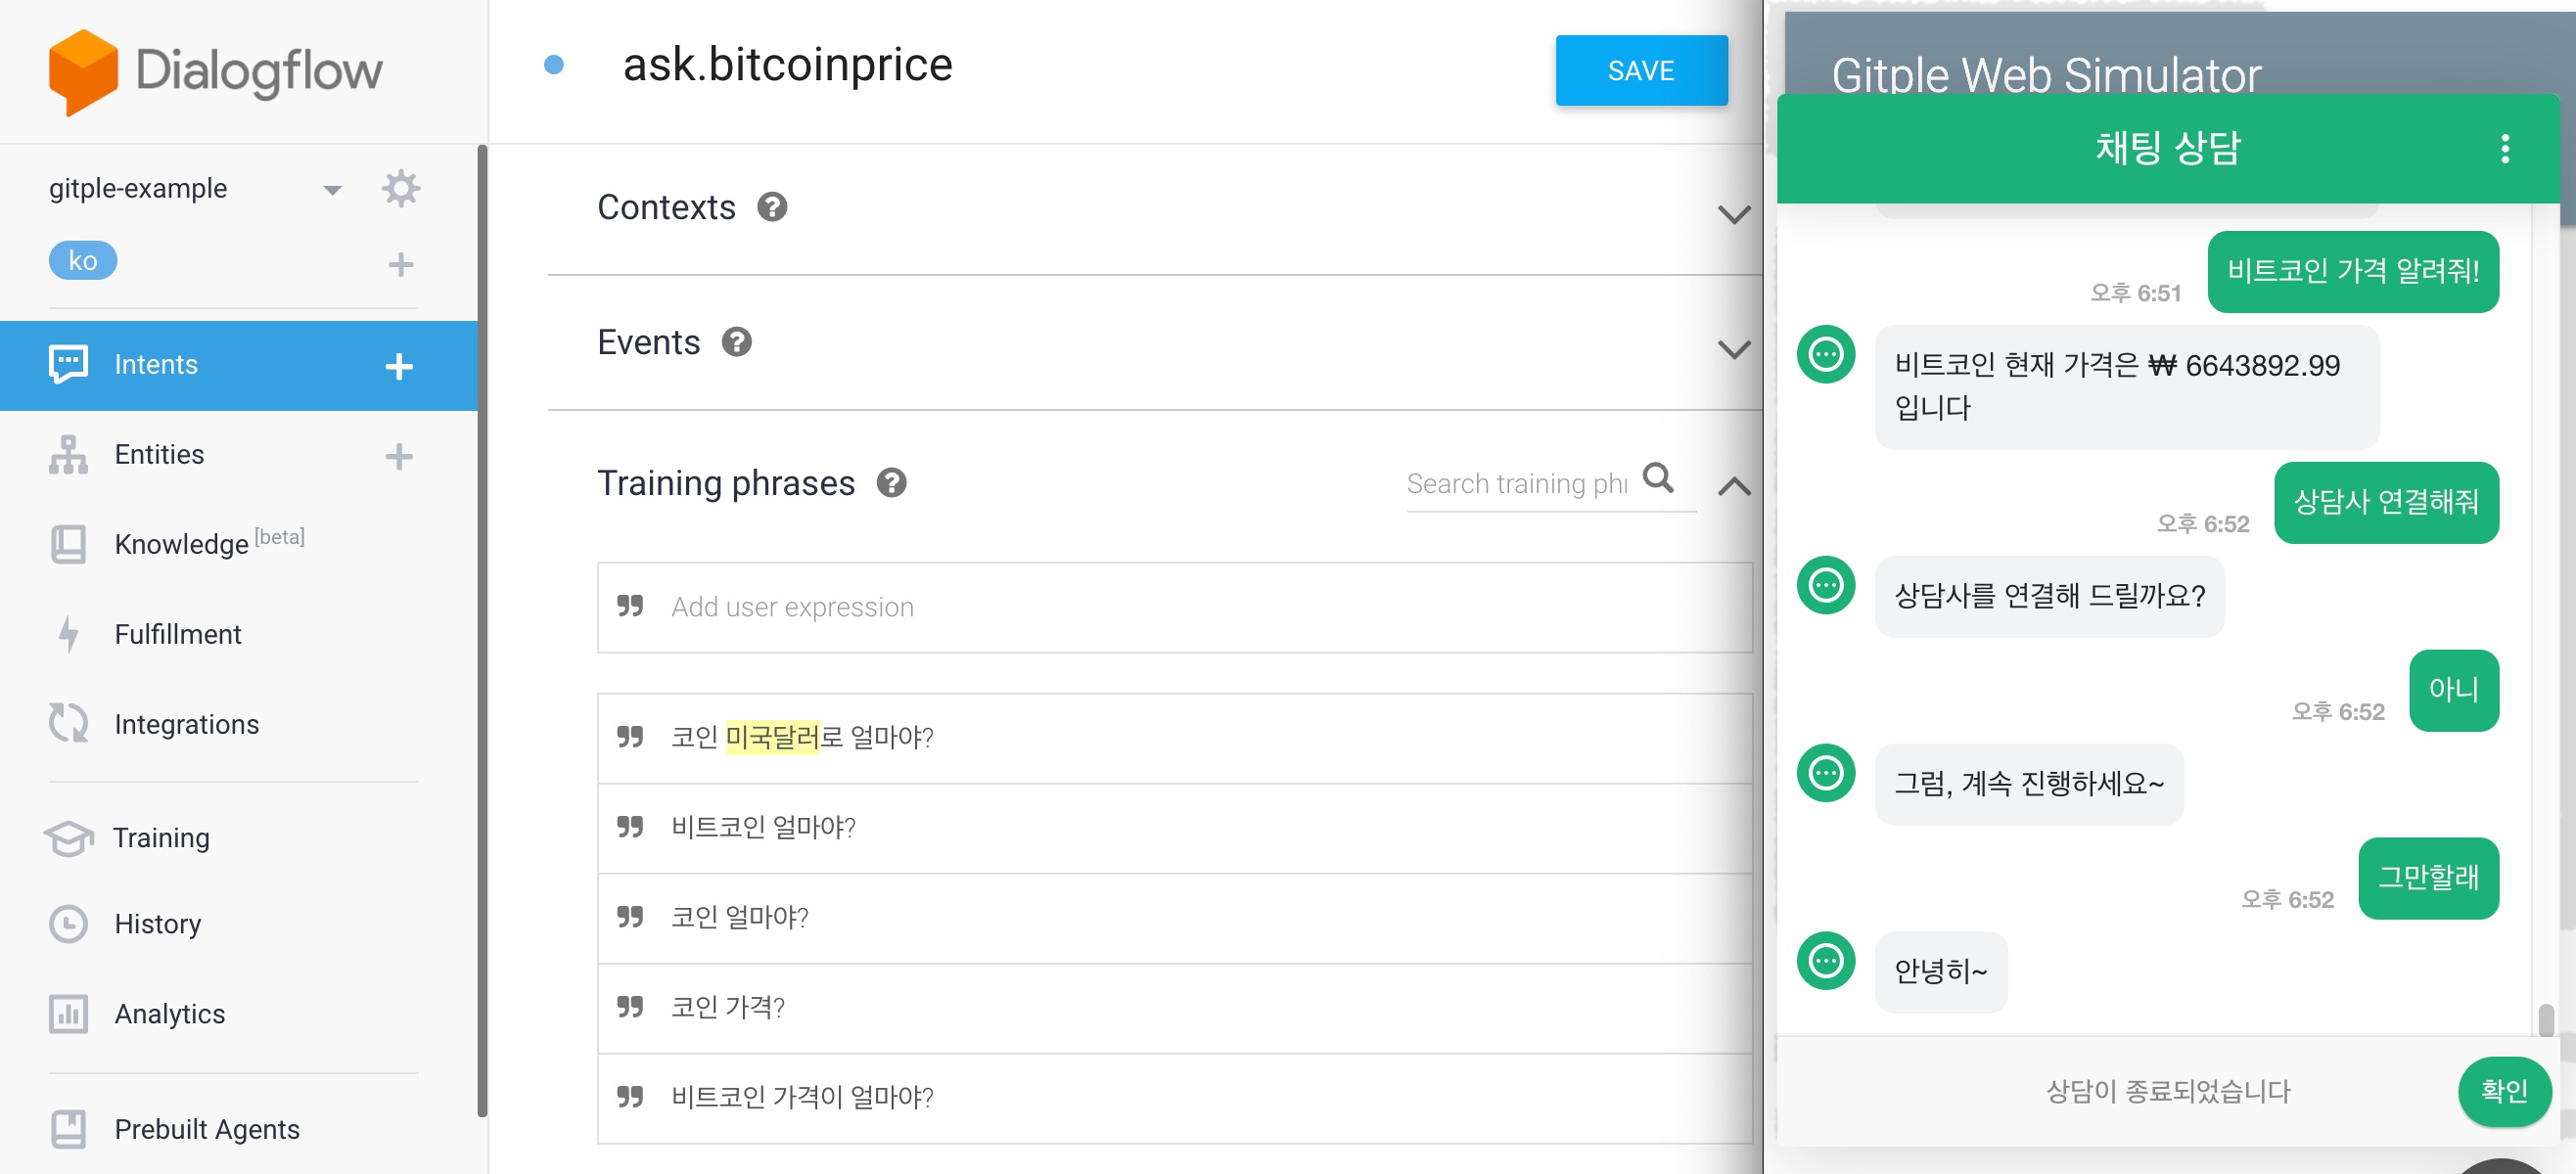 Dialogflow
gitple-example
ko
Intents
Entities
Knowledge [beta]
Fulfillment
Integrations
Training
History
Analytics
Prebuilt Agents
ask.bitcoinprice
SAVE
Contexts
Events
Training phrases
Search training phr
Add user expression
코인 미국달러로 얼마야?
비트코인 얼마야?
코인 얼마야?
코인 가격?
비트코인 가격이 얼마야?
Gitple Web Simulator
채팅 상담
비트코인 가격 알려줘!
오후 6:51
비트코인 현재 가격은 ₩ 6643892.99
입니다
상담사 연결해줘
오후 6:52
상담사를 연결해 드릴까요?
아니
오후 6:52
그럼, 계속 진행하세요~
그만할래
오후 6:52
안녕히~
상담이 종료되었습니다
확인